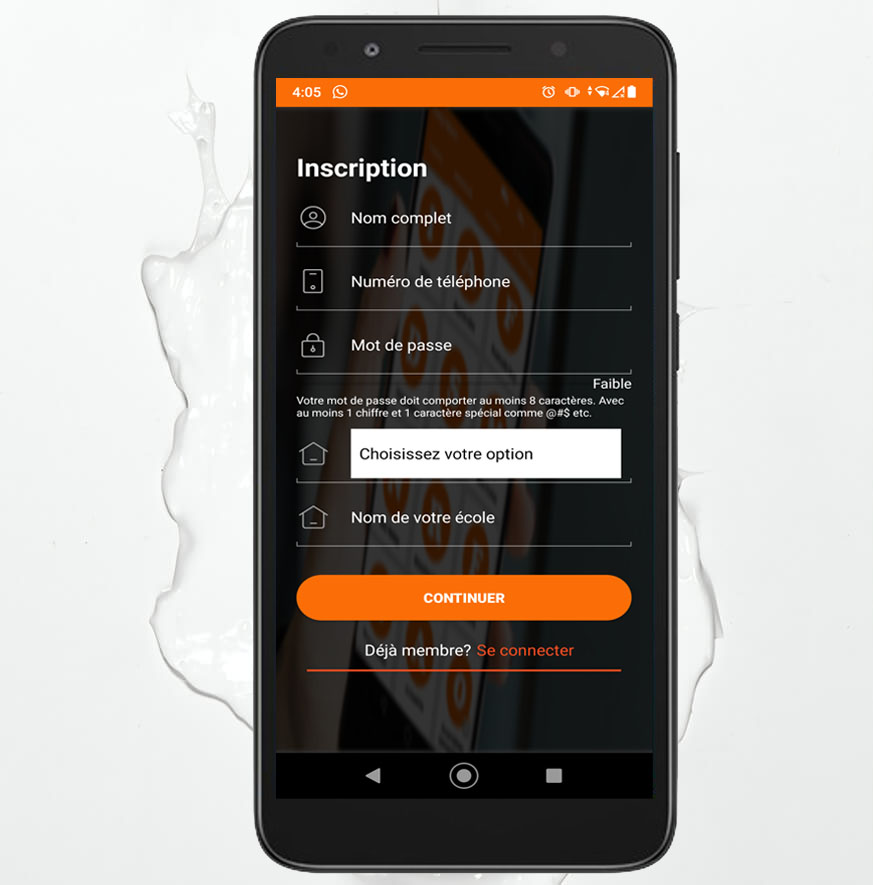 4:05
Inscription
Nom complet
Numéro de téléphone
Mot de passe
Faible
Votre mot de passe doit comporter au moins 8 caractères. Avec
au moins 1 chiffre et 1 caractère spécial comme @#$ etc.
Choisissez votre option
Nom de votre école
CONTINUER
Déjà membre? Se connecter